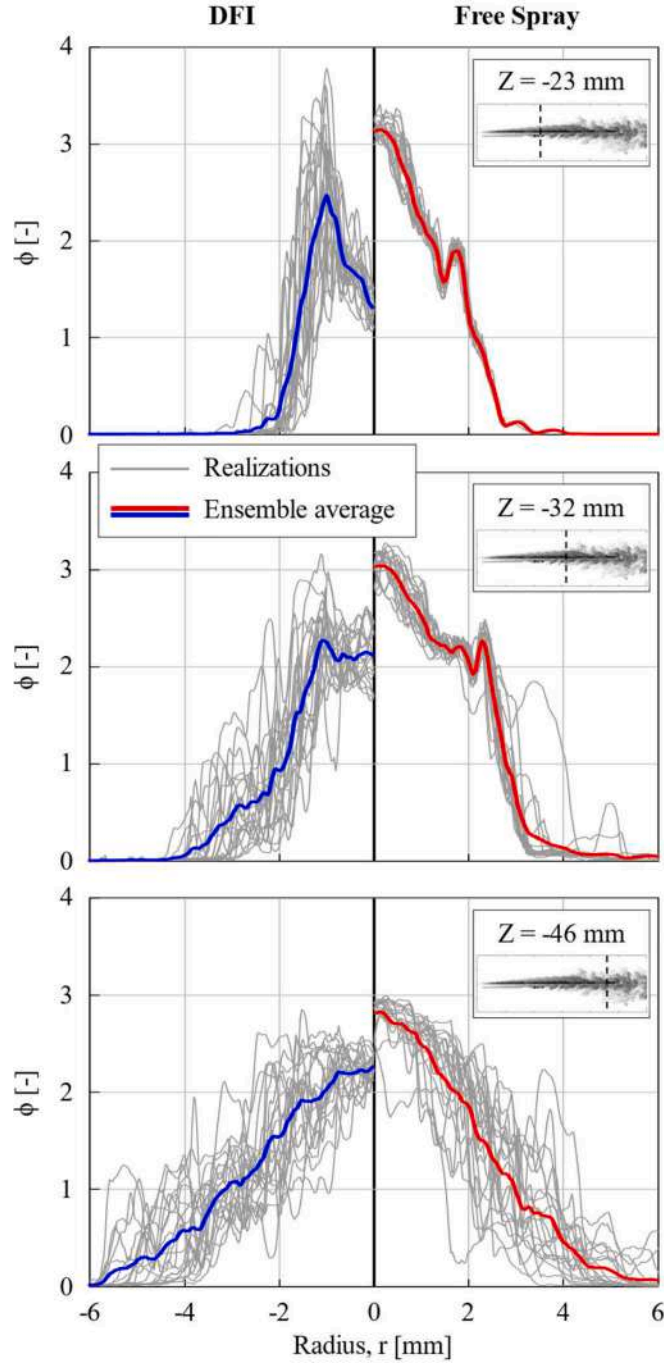 DFI Free Spray
4
3
2
1
0
ϕ [-]
Z = -23 mm
Realizations
Ensemble average
4
3
2
1
0
ϕ [-]
Z = -32 mm
4
3
2
1
0
ϕ [-]
Z = -46 mm
-6 -4 -2 0 2 4 6
Radius, r [mm]